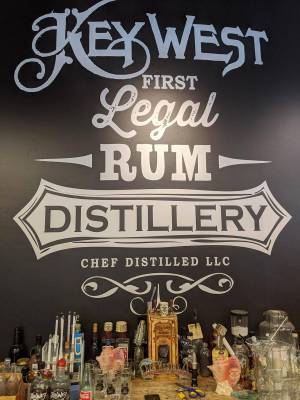 KEY WEST
FIRST
Legal
RUM
DISTILLERY
CHEF DISTILLED LLC